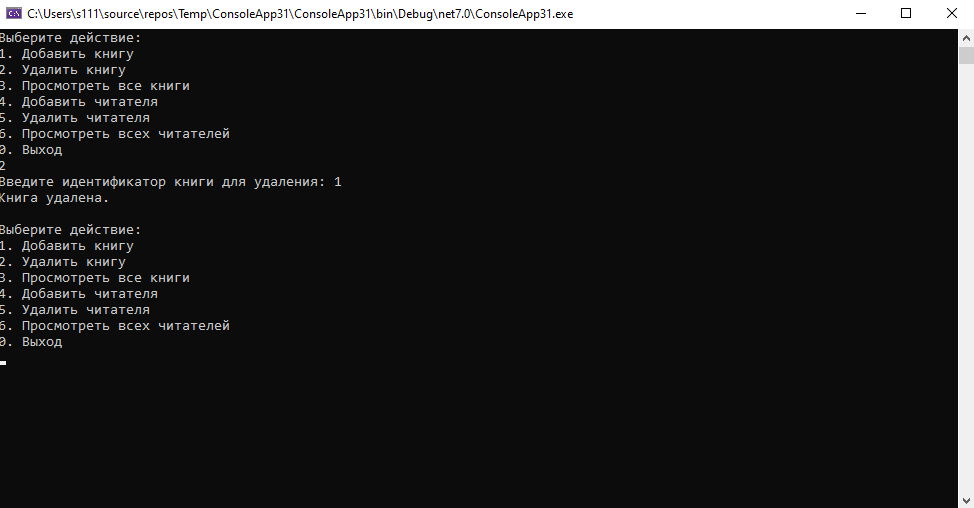 C:\Users\s111\source\repos\Temp\ConsoleApp31\ConsoleApp31\bin\Debug\net7.0\ConsoleApp31.exe
Выберите действие:
1. Добавить книгу
2. Удалить книгу
3. Просмотреть все книги
4. Добавить читателя
5. Удалить читателя
6. Просмотреть всех читателей
0. Выход
2
Введите идентификатор книги для удаления: 1
Книга удалена.
Выберите действие:
1. Добавить книгу
2. Удалить книгу
3. Просмотреть все книги
4. Добавить читателя
5. Удалить читателя
6. Просмотреть всех читателей
0. Выход